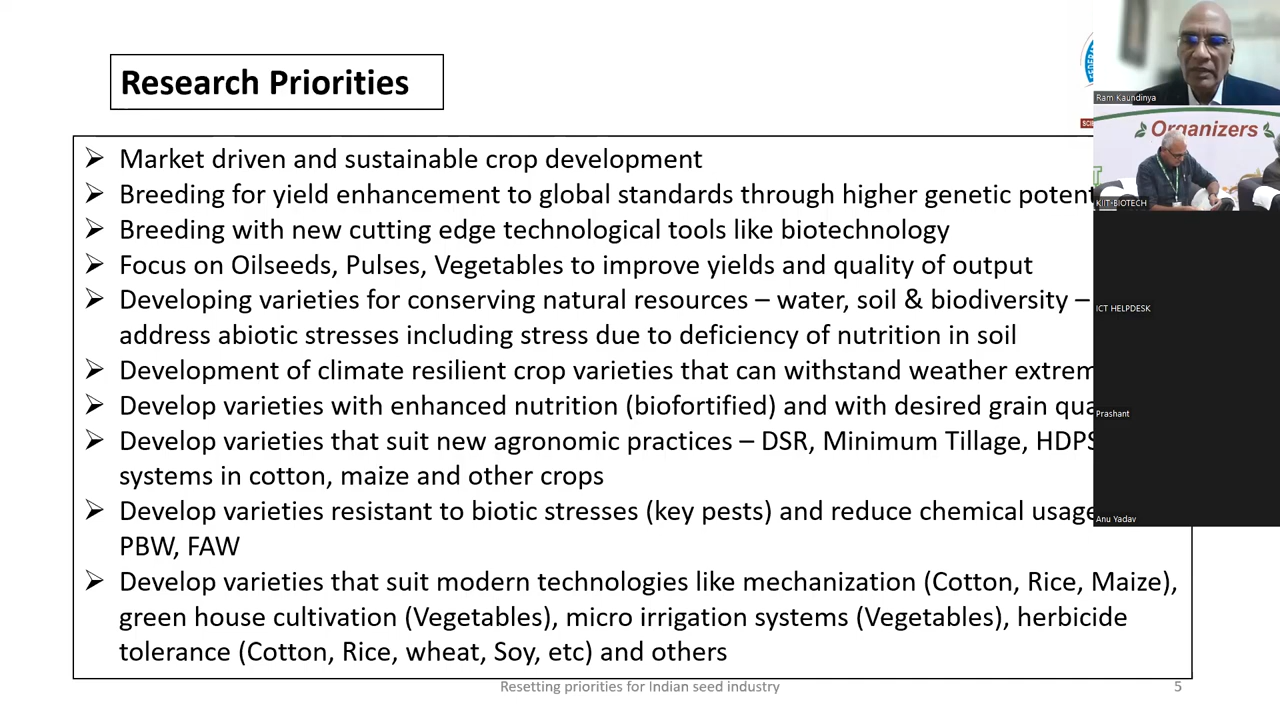 Research Priorities
Ram Kaundinya
Organizers
KIIT-BIOTECH
ICT HELPDESK
Prashant
Anu Yadav
➢ Market driven and sustainable crop development
➢ Breeding for yield enhancement to global standards through higher genetic
➢ Breeding with new cutting edge technological tools like biotechnology
➢ Focus on Oilseeds, Pulses, Vegetables to improve yields and quality of output
➢ Developing varieties for conserving natural resources – water, soil & biodiversity –
address abiotic stresses including stress due to deficiency of nutrition in soil
➢ Development of climate resilient crop varieties that can withstand weather
➢ Develop varieties with enhanced nutrition (biofortified) and with desired grain
➢ Develop varieties that suit new agronomic practices – DSR, Minimum Tillage, HDPS
systems in cotton, maize and other crops
➢ Develop varieties resistant to biotic stresses (key pests) and reduce chemical usage
PBW, FAW
➢ Develop varieties that suit modern technologies like mechanization (Cotton, Rice, Maize),
green house cultivation (Vegetables), micro irrigation systems (Vegetables), herbicide
tolerance (Cotton, Rice, wheat, Soy, etc) and others
Resetting priorities for Indian seed industry
5